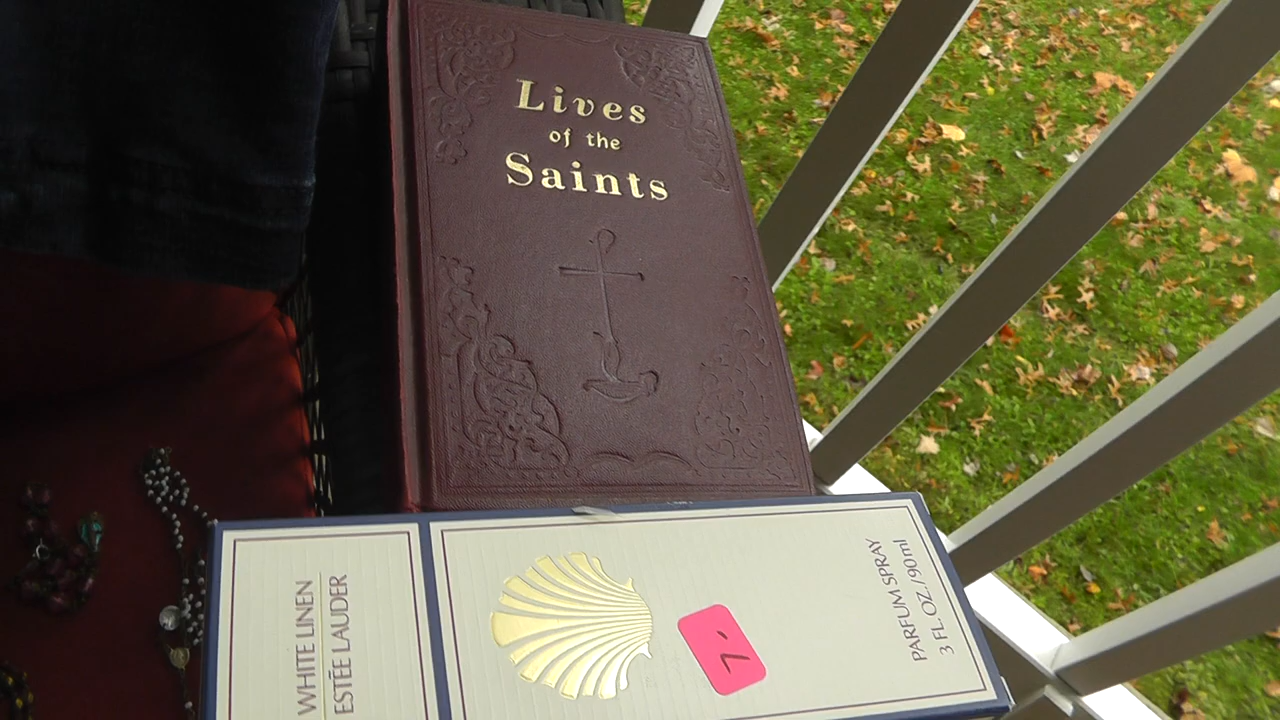 Lives
of the
Saints
WHITE LINEN
ESTĒE LAUDER
7.
PARFUM SPRAY
3 FL. OZ./90ml